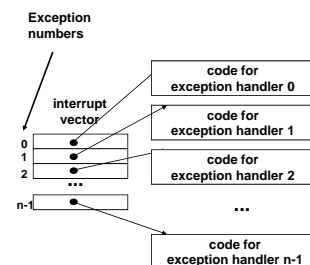 Exception
numbers
interrupt
vector
0
1
2
...
n-1
code for
exception handler 0
code for
exception handler 1
code for
exception handler 2
...
code for
exception handler n-1